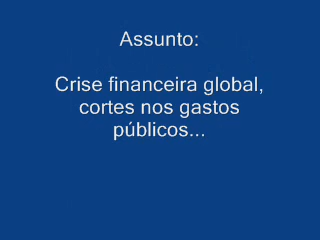 Assunto:
Crise financeira global,
cortes nos gastos
públicos...